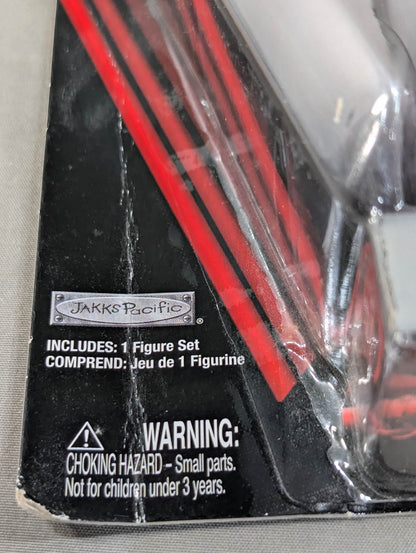 JAKKS Pacific
®
INCLUDES: 1 Figure Set
COMPREND: Jeu de 1 Figurine
WARNING:
CHOKING HAZARD – Small parts.
Not for children under 3 years.